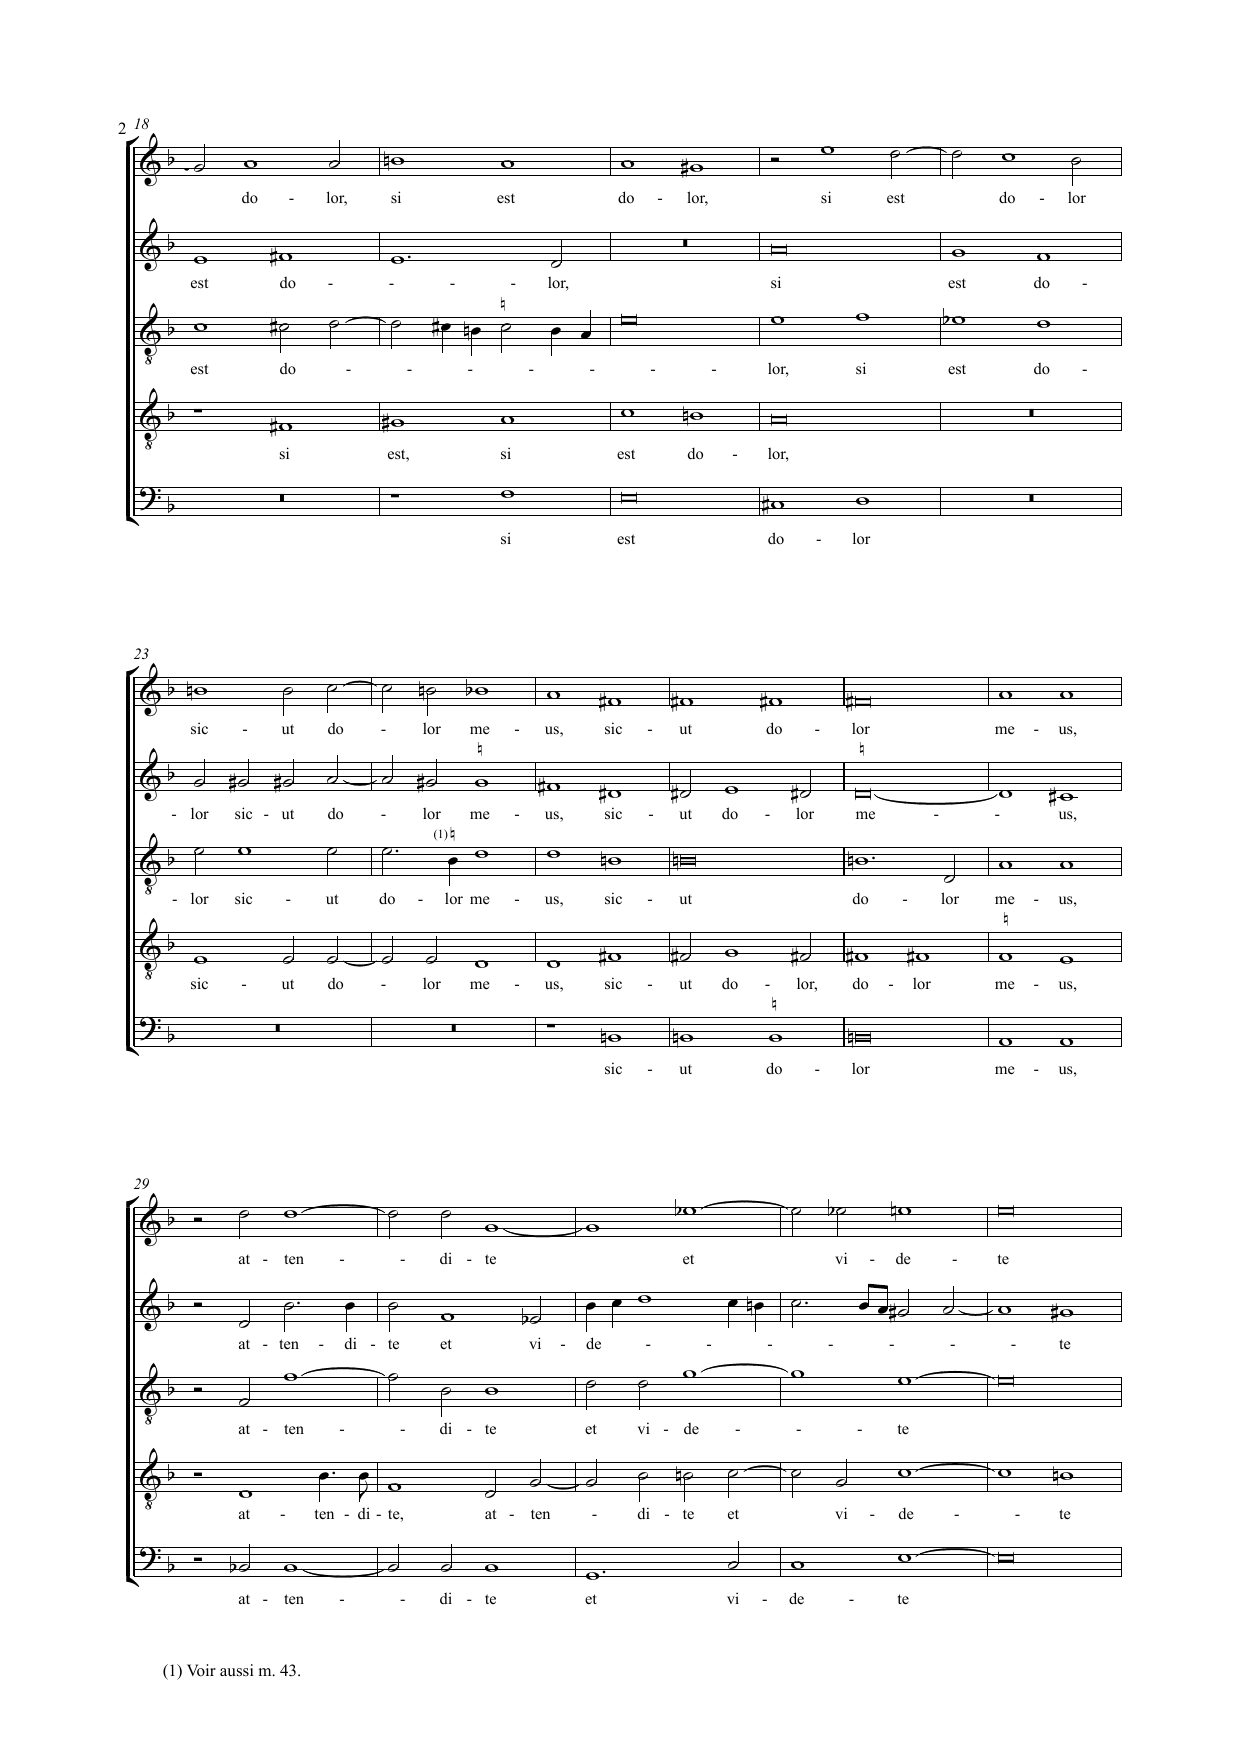 2 18
do - lor, si est do - lor, si est do - lor
est do - - - lor, si est do -
est do - - - - - - - lor, si est do -
si est, si est do - lor,
si est do - lor
23
sic - ut do - lor me - us, sic - ut do - lor me - us,
- lor sic - ut do - lor me - us, sic - ut do - lor me - - us,
(1)
- lor sic - ut do - lor me - us, sic - ut do - lor me - us,
sic - ut do - lor me - us, sic - ut do - lor, do - lor me - us,
sic - ut do - lor me - us,
29
at - ten - - di - te et vi - de - te
at - ten - di - te et vi - de - - - - - - - te
at - ten - - di - te et vi - de - - - te
at - ten - di - te, at - ten - di - te et vi - de - - te
at - ten - - di - te et vi - de - te
(1) Voir aussi m. 43.